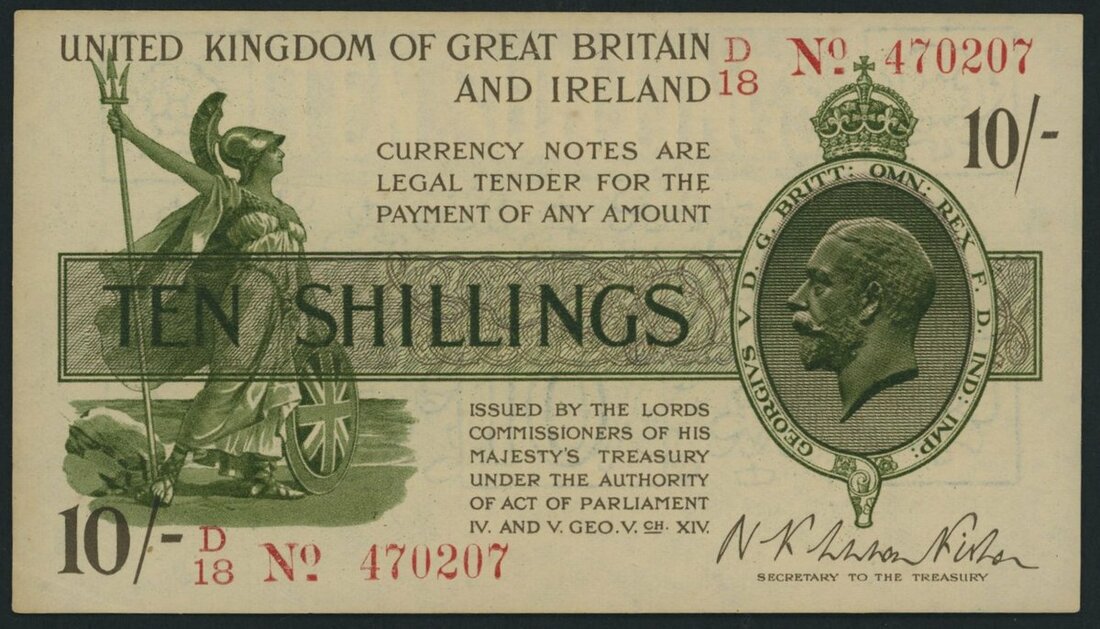 UNITED KINGDOM OF GREAT BRITAIN
AND IRELAND
D
18 Nº 470207
10/-
CURRENCY NOTES ARE
LEGAL TENDER FOR THE
PAYMENT OF ANY AMOUNT
GEORGIVS V D. G. BRITT: OMN: REX F. D. IND: IMP:
TEN SHILLINGS
ISSUED BY THE LORDS
COMMISSIONERS OF HIS
MAJESTY'S TREASURY
UNDER THE AUTHORITY
OF ACT OF PARLIAMENT
IV. AND V. GEO. V. CH. XIV.
10/-
D
18 Nº 470207
SECRETARY TO THE TREASURY